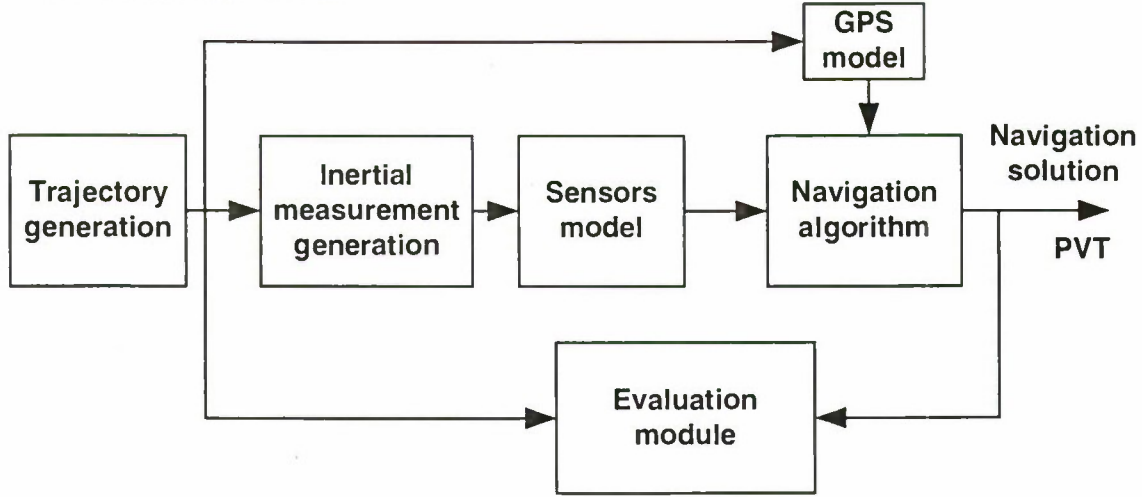 GPS
model
Trajectory
generation
Inertial
measurement
generation
Sensors
model
Navigation
algorithm
Navigation
solution
PVT
Evaluation
module